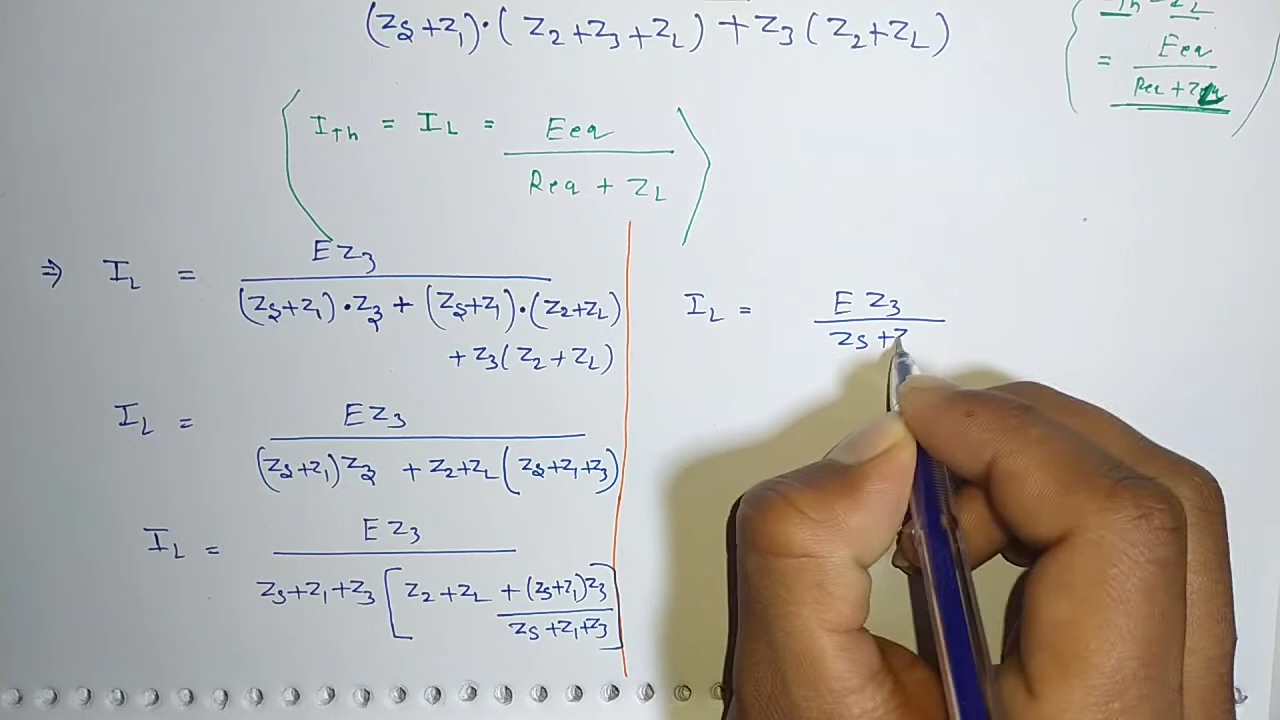 (Zs+Z1)·(Z2+Z3+ZL)+Z3(Z2+ZL)
= Eeq
Req+ZL
ITh = IL = Eeq
Req + ZL
⇒ IL = EZ3
(Zs+Z1)·Z3 + (Zs+Z1)·(Z2+ZL)
+Z3(Z2+ZL)
IL = EZ3
(Zs+Z1)Z3 +Z2+ZL(Zs+Z1+Z3)
IL = EZ3
Zs+Z1+Z3[Z2+ZL +(Zs+Z1)Z3
Zs+Z1+Z3]
IL = EZ3
Zs+Z